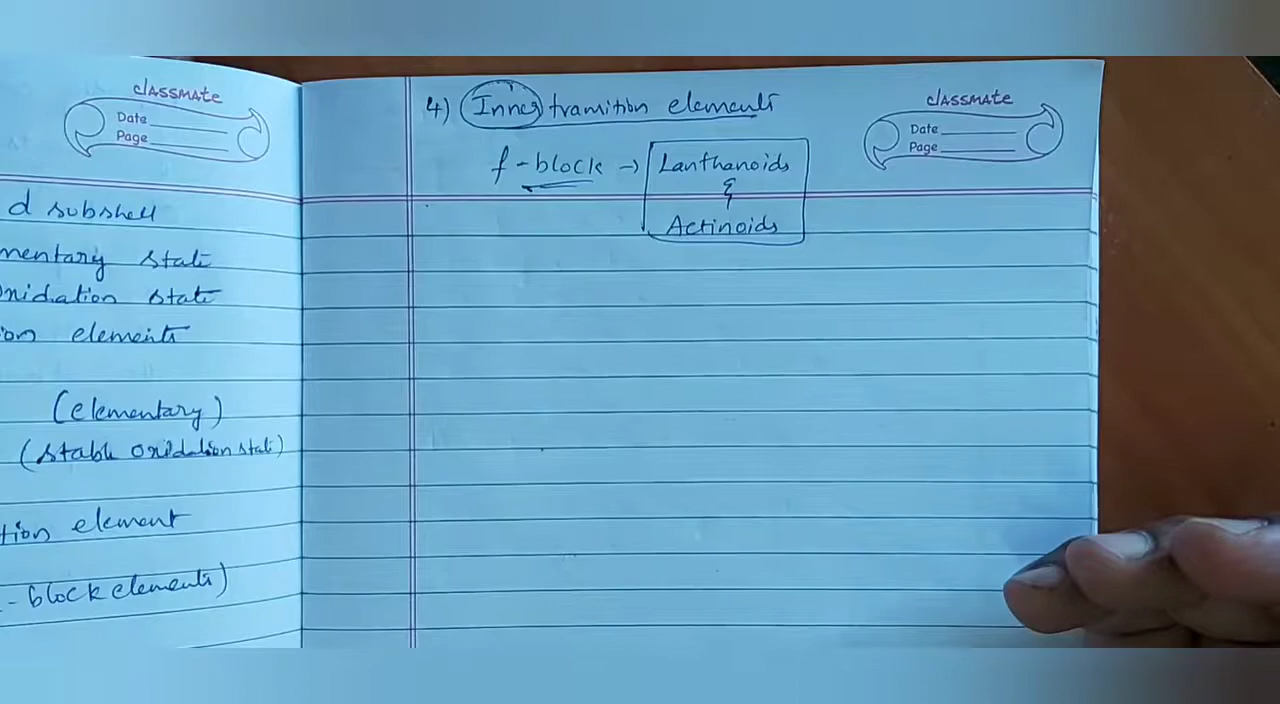 classmate
Date
Page
d subshell
mentary state
oxidation state
ion elements
(elementary)
(stable oxidation state)
tion element
- block elements)
4) Inner transition elements
f - block → Lanthanoids
&
Actinoids
classmate
Date
Page